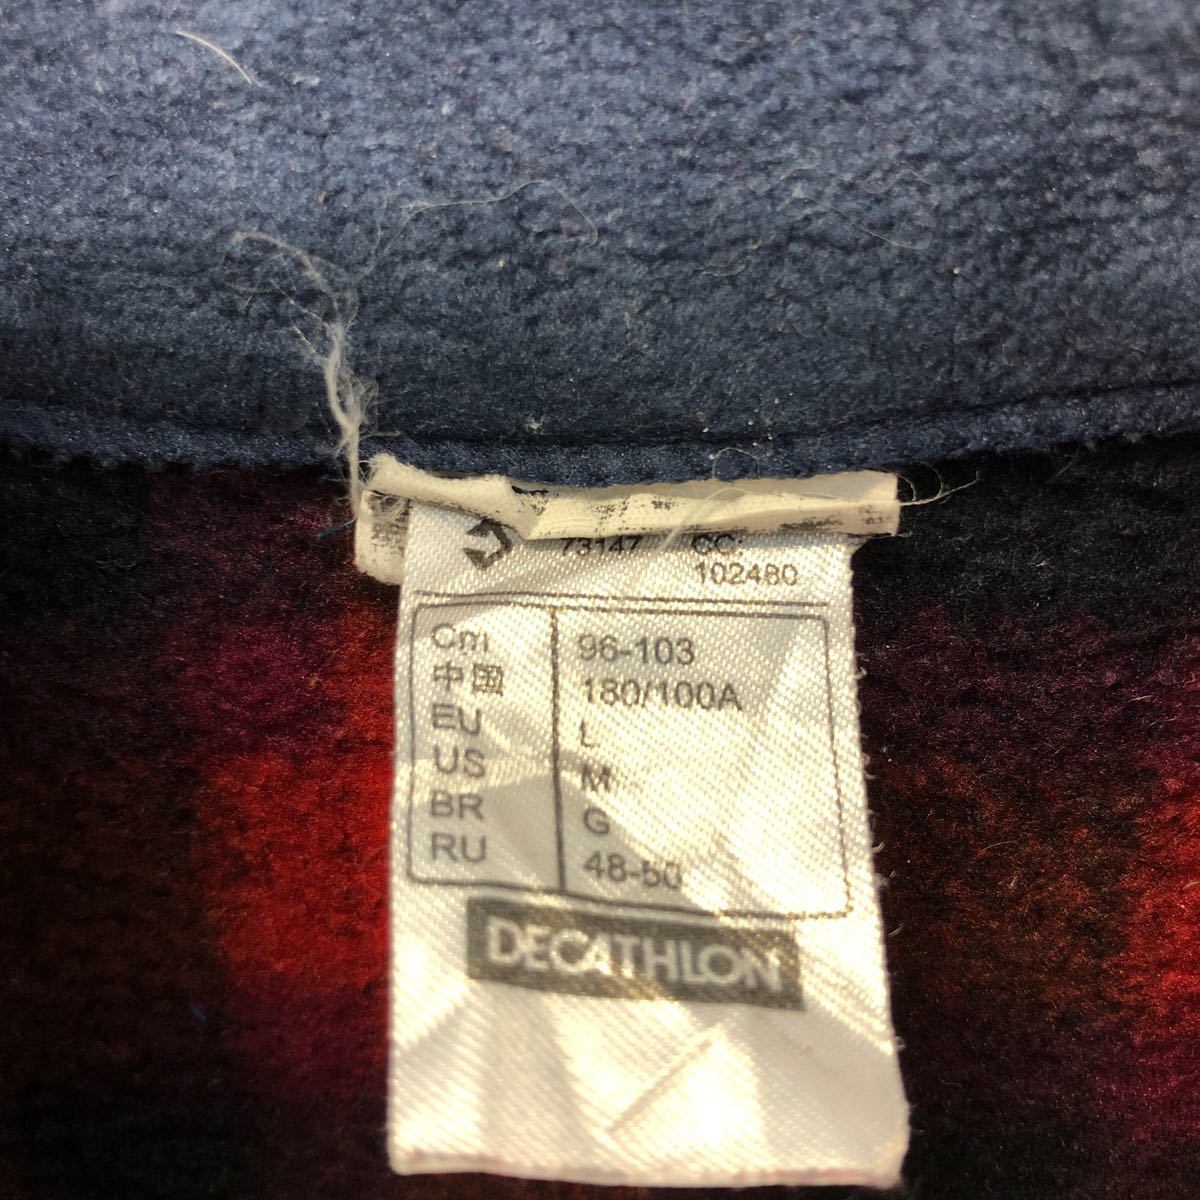 73147 CC:
102480
Cm 96-103
中国 180/100A
EU L
US M
BR G
RU 48-50
DECATHLON